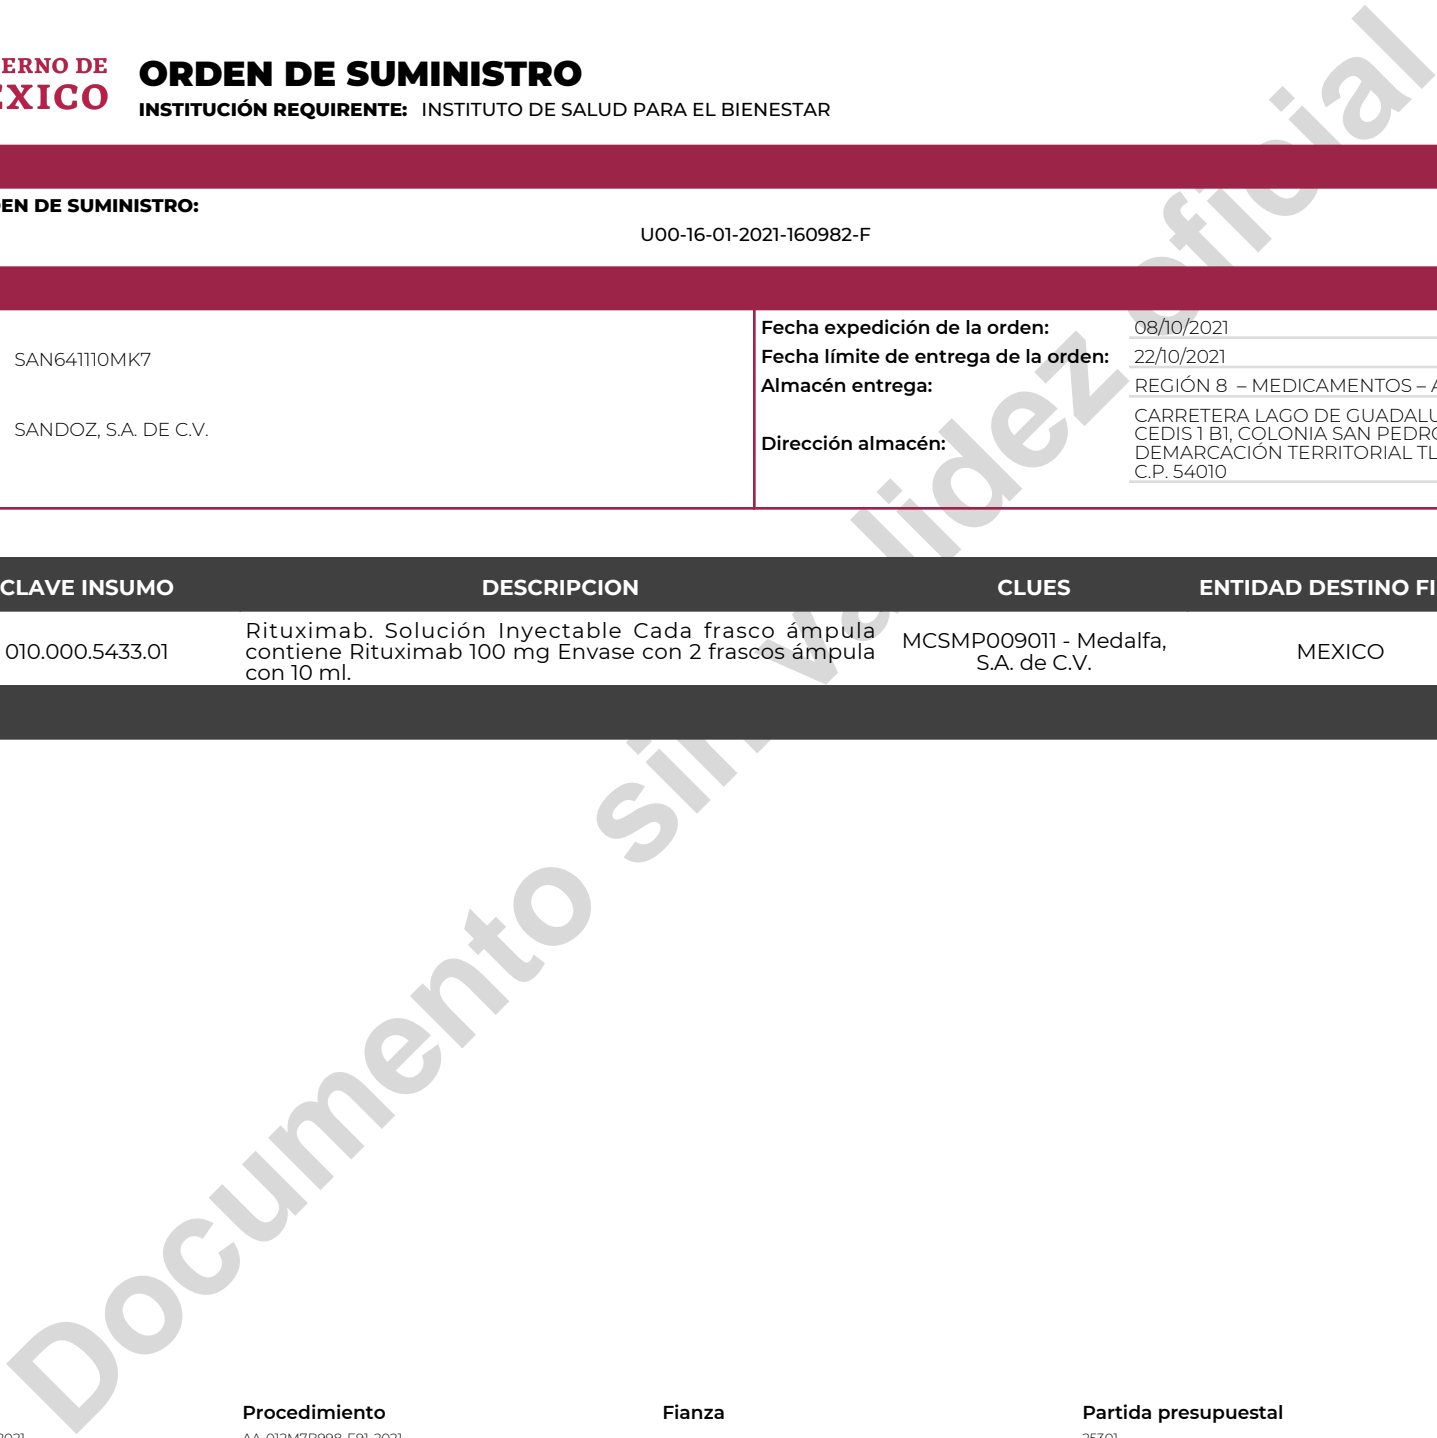 ERNO DE
EXICO
ORDEN DE SUMINISTRO
INSTITUCIÓN REQUIRENTE: INSTITUTO DE SALUD PARA EL BIENESTAR
EN DE SUMINISTRO:
U00-16-01-2021-160982-F
SAN641110MK7
SANDOZ, S.A. DE C.V.
Fecha expedición de la orden: 08/10/2021
Fecha límite de entrega de la orden: 22/10/2021
Almacén entrega: REGIÓN 8 – MEDICAMENTOS – A
Dirección almacén:
CARRETERA LAGO DE GUADALU
CEDIS 1 B1, COLONIA SAN PEDRO
DEMARCACIÓN TERRITORIAL TL
C.P. 54010
CLAVE INSUMO DESCRIPCION CLUES ENTIDAD DESTINO FI
010.000.5433.01
Rituximab. Solución Inyectable Cada frasco ámpula
contiene Rituximab 100 mg Envase con 2 frascos ámpula
con 10 ml.
MCSMP009011 - Medalfa,
S.A. de C.V.
MEXICO
Documento sin validez oficial
Procedimiento Fianza Partida presupuestal